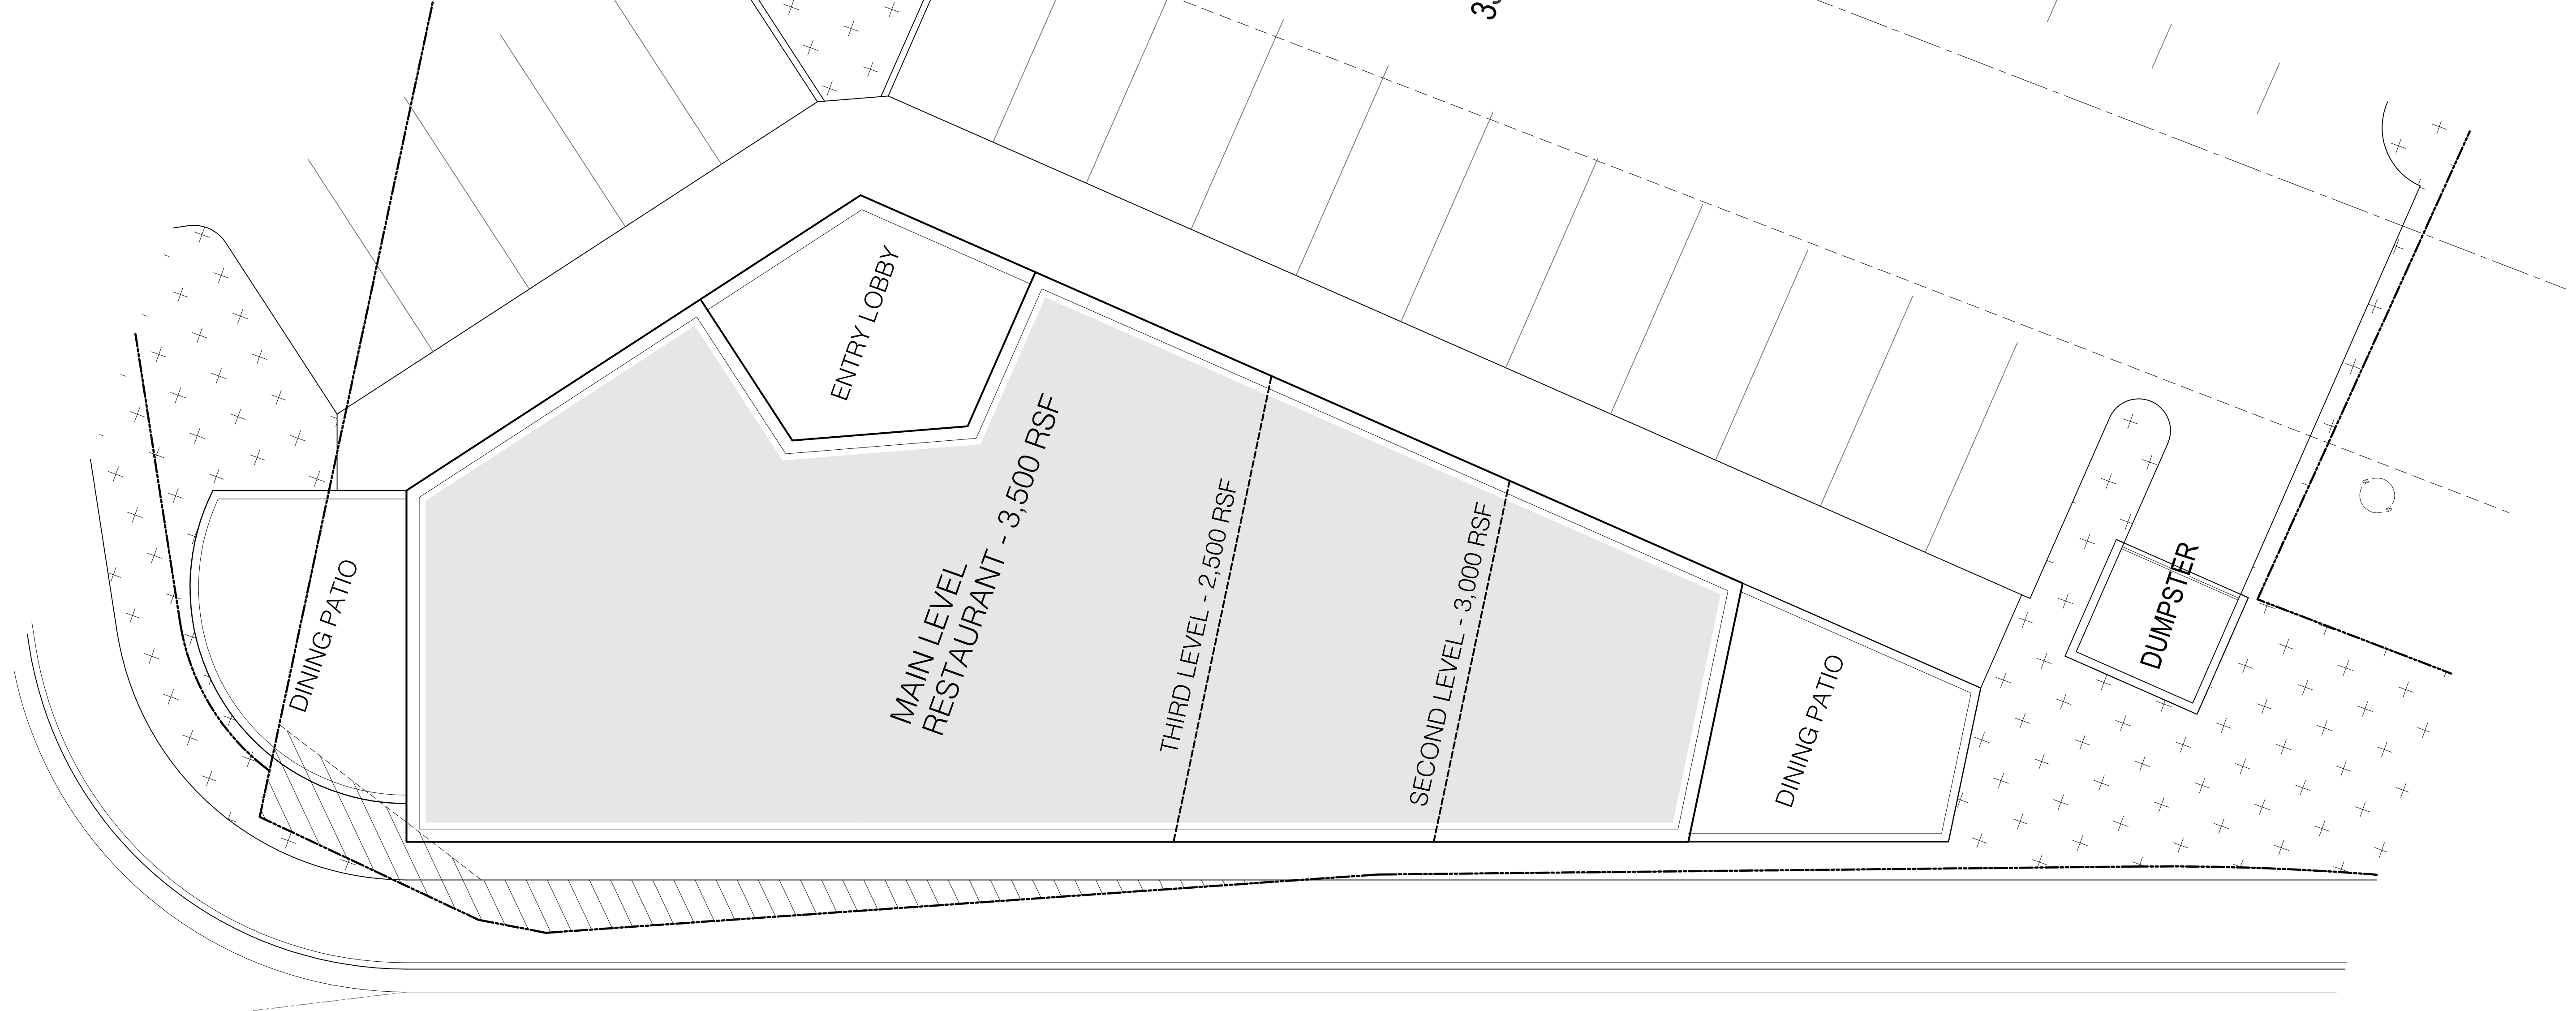 ENTRY LOBBY
MAIN LEVEL
RESTAURANT - 3,500 RSF
THIRD LEVEL - 2,500 RSF
SECOND LEVEL - 3,000 RSF
DINING PATIO
DINING PATIO
DUMPSTER